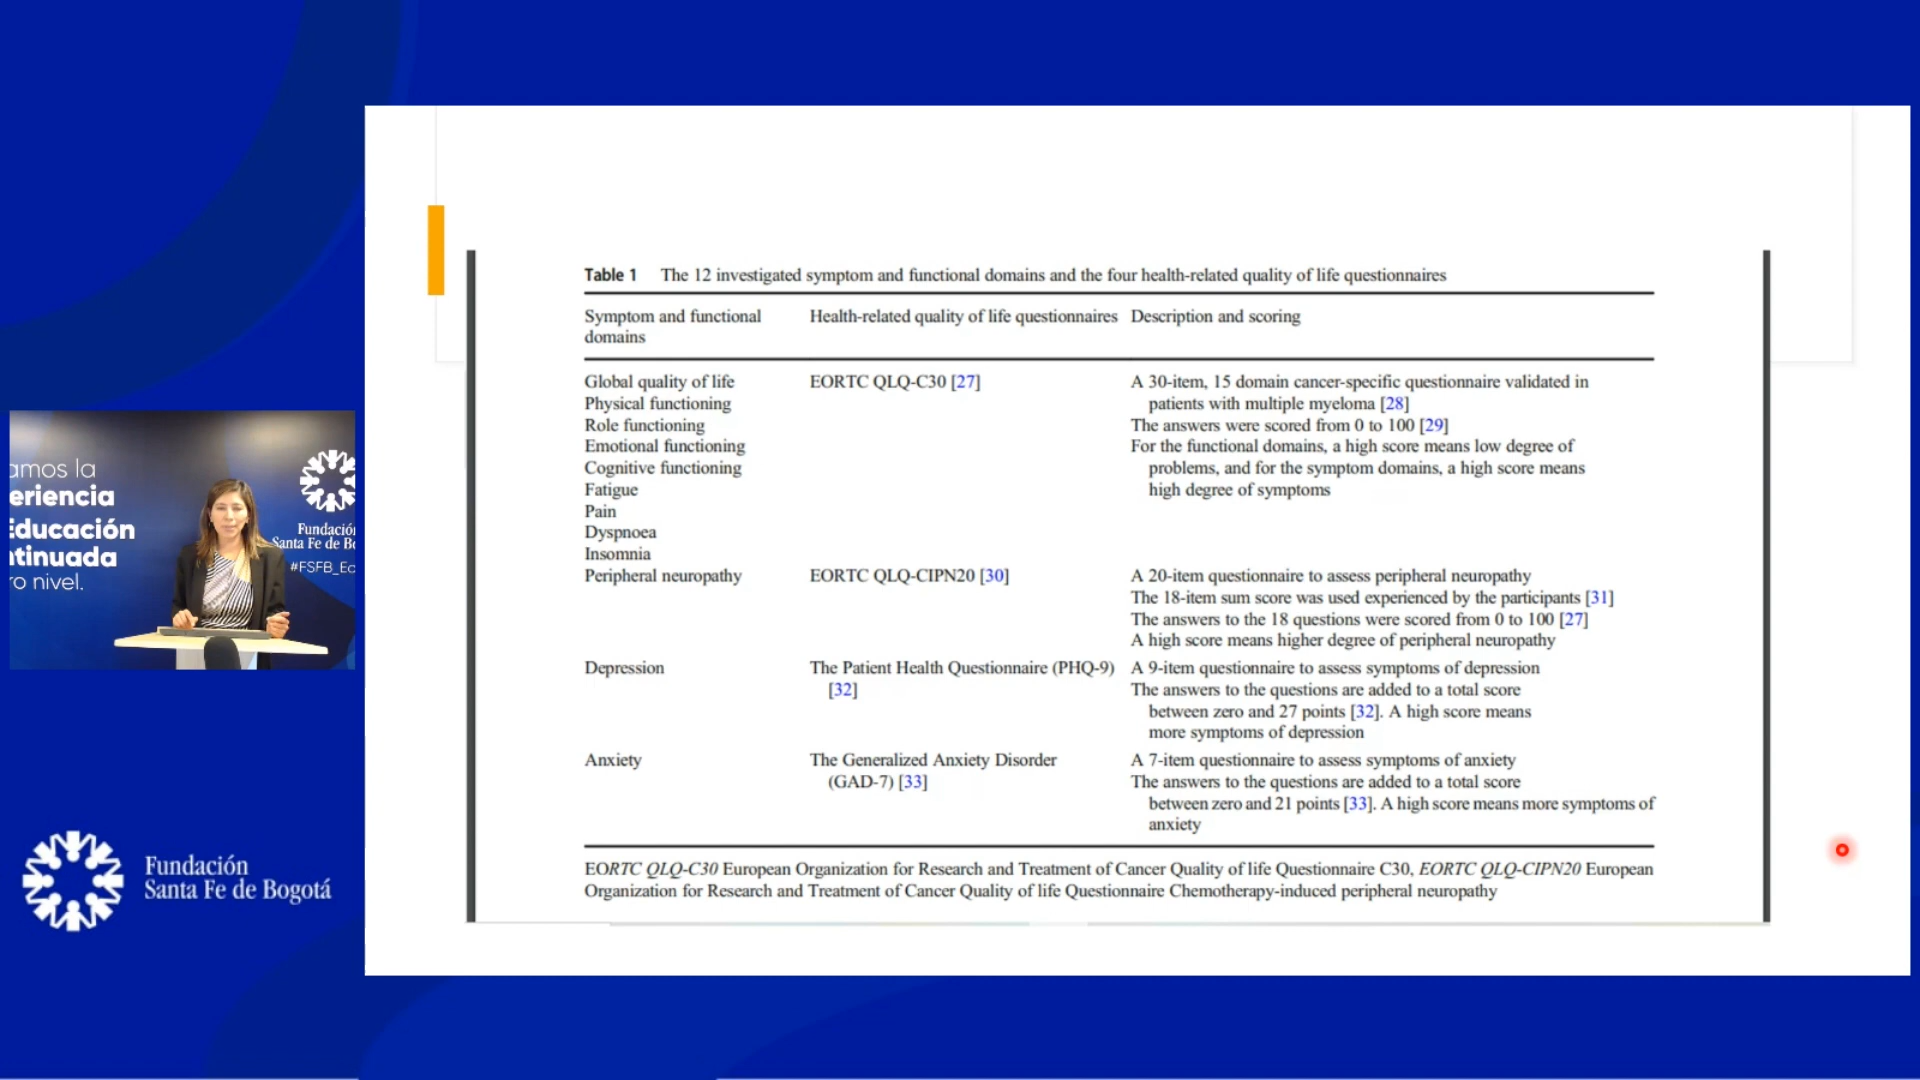 Table 1 The 12 investigated symptom and functional domains and the four health-related quality of life questionnaires
Symptom and functional domains
Health-related quality of life questionnaires
Description and scoring
Global quality of life
Physical functioning
Role functioning
Emotional functioning
Cognitive functioning
Fatigue
Pain
Dyspnoea
Insomnia
EORTC QLQ-C30 [27]
A 30-item, 15 domain cancer-specific questionnaire validated in
patients with multiple myeloma [28]
The answers were scored from 0 to 100 [29]
For the functional domains, a high score means low degree of
problems, and for the symptom domains, a high score means
high degree of symptoms
Peripheral neuropathy
EORTC QLQ-CIPN20 [30]
A 20-item questionnaire to assess peripheral neuropathy
The 18-item sum score was used experienced by the participants [31]
The answers to the 18 questions were scored from 0 to 100 [27]
A high score means higher degree of peripheral neuropathy
Depression
The Patient Health Questionnaire (PHQ-9)
[32]
A 9-item questionnaire to assess symptoms of depression
The answers to the questions are added to a total score
between zero and 27 points [32]. A high score means
more symptoms of depression
Anxiety
The Generalized Anxiety Disorder
(GAD-7) [33]
A 7-item questionnaire to assess symptoms of anxiety
The answers to the questions are added to a total score
between zero and 21 points [33]. A high score means more symptoms of
anxiety
EORTC QLQ-C30 European Organization for Research and Treatment of Cancer Quality of life Questionnaire C30, EORTC QLQ-CIPN20 European
Organization for Research and Treatment of Cancer Quality of life Questionnaire Chemotherapy-induced peripheral neuropathy
amos la
eriencia
Educación
ntinuada
ro nivel.
Fundación
Santa Fe de Bo
#FSFB_Ed
Fundación
Santa Fe de Bogotá